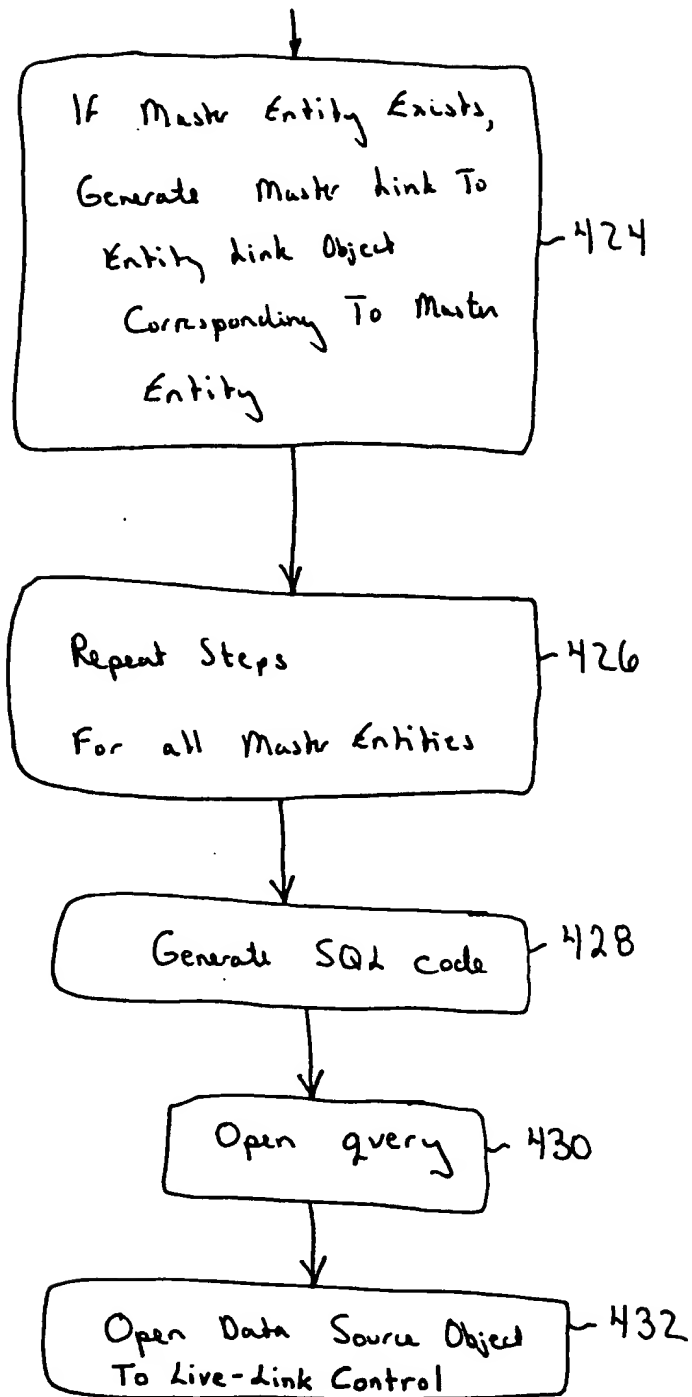 If Master Entity Exists,
Generate Master Link To
Entity Link Object
Corresponding To Master
Entity
424
Repeat Steps
For all Master Entities
426
Generate SQL code
428
Open query
430
Open Data Source Object
To Live-Link Control
432